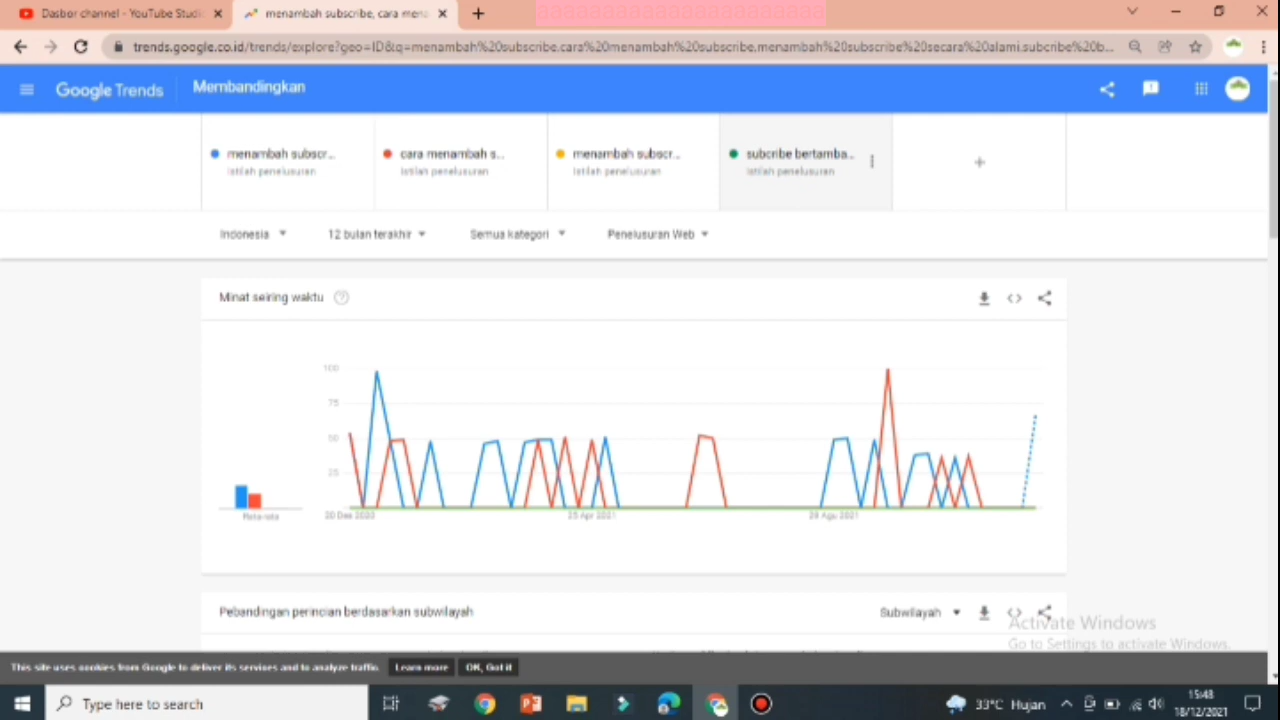 Dasbor channel - YouTube Studi
menambah subscribe, cara mena
trends.google.co.id/trends/explore?geo=ID&q=menambah%20subscribe,cara%20menambah%20subscribe,menambah%20subscribe%20secara%20alami,subcribe%20b...
Google Trends
Membandingkan
menambah subscr...
Istilah penelusuran
cara menambah s...
Istilah penelusuran
menambah subscr...
Istilah penelusuran
subcribe bertamba...
Istilah penelusuran
Indonesia
12 bulan terakhir
Semua kategori
Penelusuran Web
Minat seiring waktu
100
75
50
25
Rata-rata
20 Des 2020
25 Apr 2021
29 Agu 2021
Pebandingan perincian berdasarkan subwilayah
Subwilayah
Activate Windows
Go to Settings to activate Windows.
This site uses cookies from Google to deliver its services and to analyze traffic.
Learn more
OK, Got it
Type here to search
33°C Hujan
15:48
18/12/2021